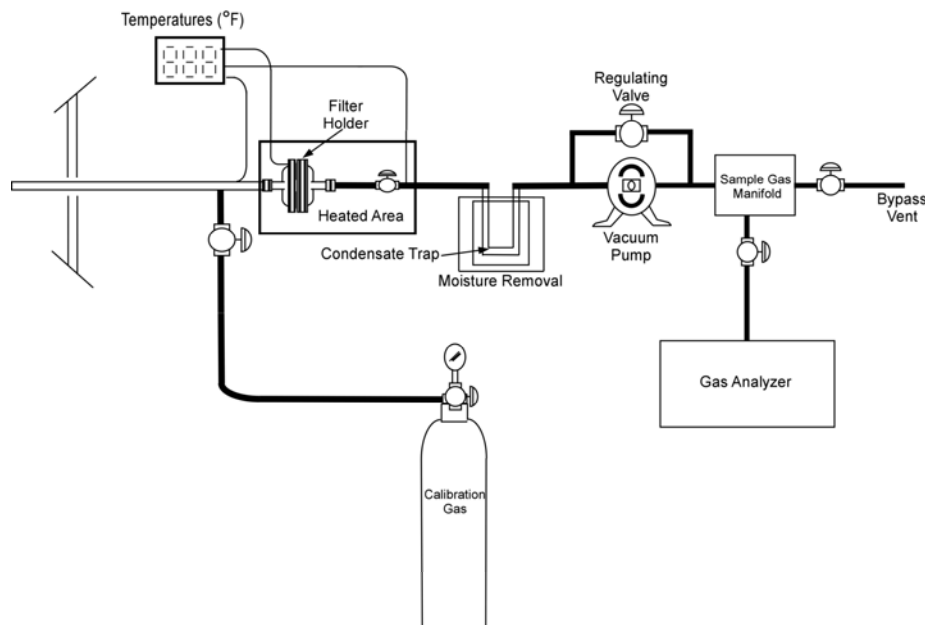 Temperatures (°F)
888
888
Filter
Holder
Heated Area
Regulating
Valve
Vacuum
Pump
Sample Gas
Manifold
Bypass
Vent
Condensate Trap
Moisture Removal
Gas Analyzer
Calibration
Gas